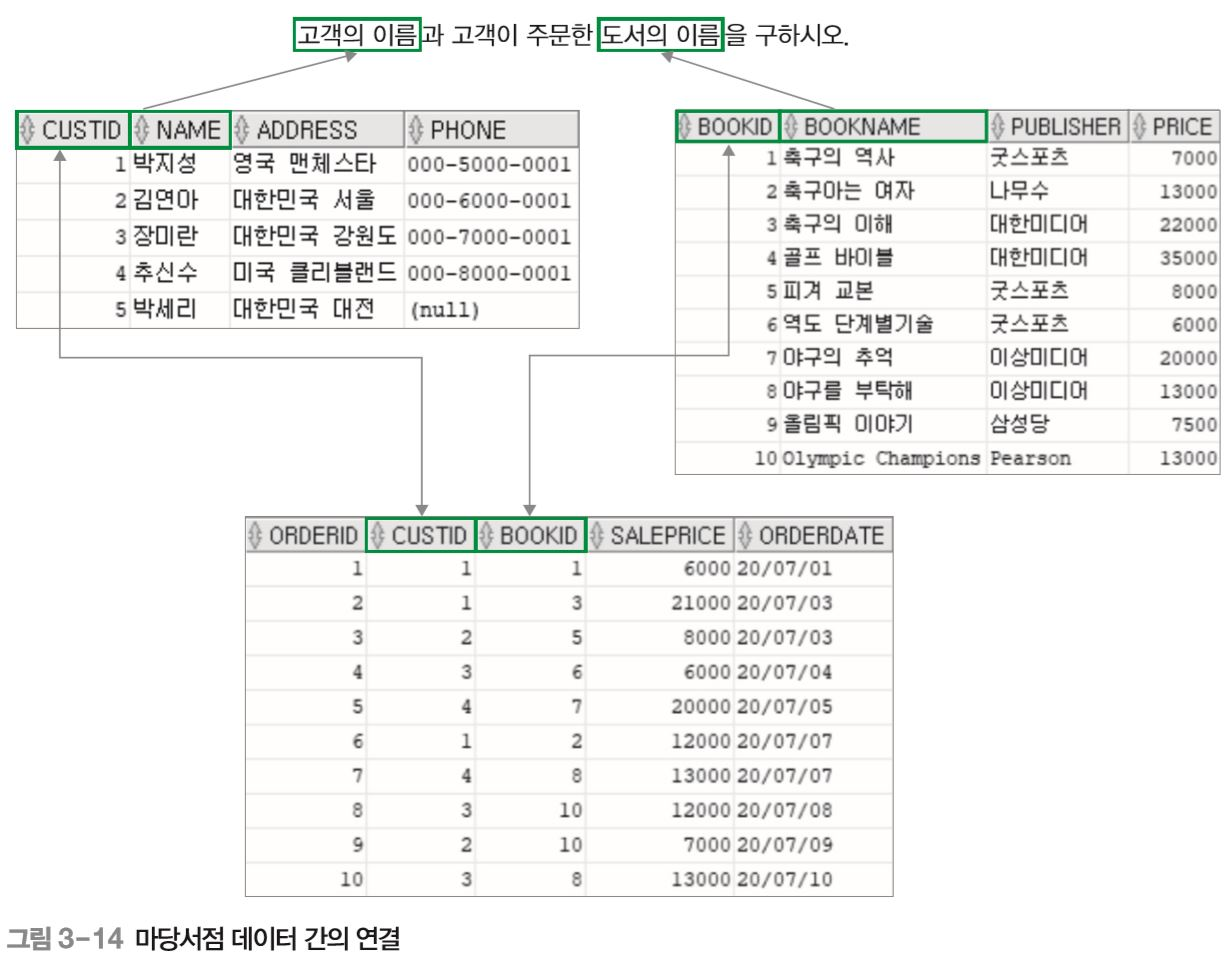 고객의 이름과 고객이 주문한 도서의 이름을 구하시오.
CUSTID NAME ADDRESS PHONE
1 박지성 영국 맨체스타 000-5000-0001
2 김연아 대한민국 서울 000-6000-0001
3 장미란 대한민국 강원도 000-7000-0001
4 추신수 미국 클리블랜드 000-8000-0001
5 박세리 대한민국 대전 (null)
BOOKID BOOKNAME PUBLISHER PRICE
1 축구의 역사 굿스포츠 7000
2 축구아는 여자 나무수 13000
3 축구의 이해 대한미디어 22000
4 골프 바이블 대한미디어 35000
5 피겨 교본 굿스포츠 8000
6 역도 단계별기술 굿스포츠 6000
7 야구의 추억 이상미디어 20000
8 야구를 부탁해 이상미디어 13000
9 올림픽 이야기 삼성당 7500
10 Olympic Champions Pearson 13000
ORDERID CUSTID BOOKID SALEPRICE ORDERDATE
1 1 1 6000 20/07/01
2 1 3 21000 20/07/03
3 2 5 8000 20/07/03
4 3 6 6000 20/07/04
5 4 7 20000 20/07/05
6 1 2 12000 20/07/07
7 4 8 13000 20/07/07
8 3 10 12000 20/07/08
9 2 10 7000 20/07/09
10 3 8 13000 20/07/10
그림 3-14 마당서점 데이터 간의 연결